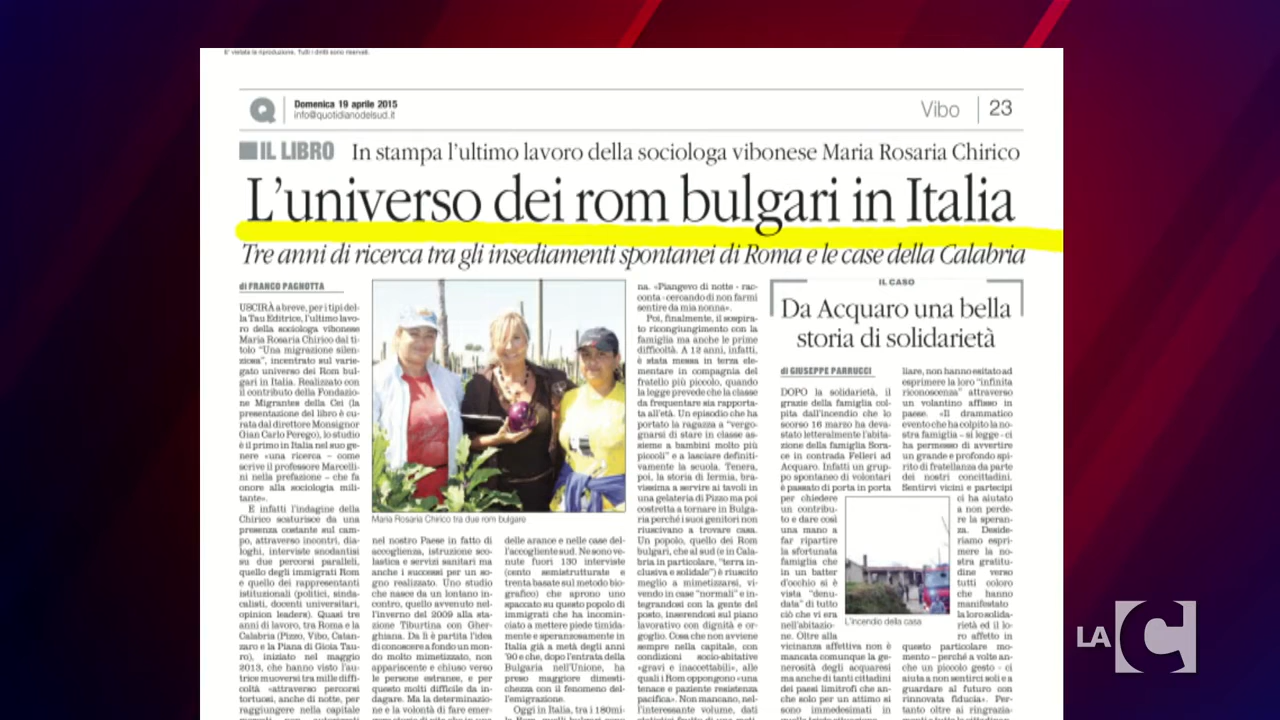 E' vietata la riproduzione. Tutti i diritti sono riservati.
Domenica 19 aprile 2015
info@quotidianodelsud.it
Vibo
23
IL LIBRO
In stampa l'ultimo lavoro della sociologa vibonese Maria Rosaria Chirico
L'universo dei rom bulgari in Italia
Tre anni di ricerca tra gli insediamenti spontanei di Roma e le case della Calabria
di FRANCO PAGNOTTA
USCIRÀ a breve, per i tipi del-
la Tau Editrice, l'ultimo lavo-
ro della sociologa vibonese
Maria Rosaria Chirico dal ti-
tolo "Una migrazione silen-
ziosa", incentrato sul varie-
gato universo dei Rom bul-
gari in Italia. Realizzato con
il contributo della Fondazio-
ne Migrantes della Cei (la
presentazione del libro è cu-
rata dal direttore Monsignor
Gian Carlo Perego), lo studio
è il primo in Italia nel suo ge-
nere «una ricerca – come
scrive il professore Marcelli-
ni nella prefazione – che fa
onore alla sociologia mili-
tante».
E infatti l'indagine della
Chirico scaturisce da una
presenza costante sul cam-
po, attraverso incontri, dia-
loghi, interviste snodantisi
su due percorsi paralleli,
quello degli immigrati Rom
e quello dei rappresentanti
istituzionali (politici, sinda-
calisti, docenti universitari,
opinion leaders). Quasi tre
anni di lavoro, tra Roma e la
Calabria (Pizzo, Vibo, Catan-
zaro e la Piana di Gioia Tau-
ro), iniziato nel maggio
2013, che hanno visto l'au-
trice muoversi tra mille diffi-
coltà «attraverso percorsi
tortuosi, anche di notte, per
raggiungere nella capitale
Maria Rosaria Chirico tra due rom bulgare
nel nostro Paese in fatto di
accoglienza, istruzione sco-
lastica e servizi sanitari ma
anche i successi per un so-
gno realizzato. Uno studio
che nasce da un lontano in-
contro, quello avvenuto nel-
l'inverno del 2009 alla sta-
zione Tiburtina con Gher-
ghiana. Da lì è partita l'idea
di conoscere a fondo un mon-
do molto mimetizzato, non
appariscente e chiuso verso
le persone estranee, e per
questo molti difficile da in-
dagare. Ma la determinazio-
ne e la volontà di fare emer-
delle arance e nelle case del-
l'accogliente sud. Ne sono ve-
nute fuori 130 interviste
(cento semistrutturate e
trenta basate sul metodo bio-
grafico) che aprono uno
spaccato su questo popolo di
immigrati che ha incomin-
ciato a mettere piede timida-
mente e speranzosamente in
Italia già a metà degli anni
'90 e che, dopo l'entrata della
Bulgaria nell'Unione, ha
preso maggiore dimesti-
chezza con il fenomeno del-
l'emigrazione.
Oggi in Italia, tra i 180mi-
na. «Piangevo di notte - rac-
conta - cercando di non farmi
sentire da mia nonna».
Poi, finalmente, il sospira-
to ricongiungimento con la
famiglia ma anche le prime
difficoltà. A 12 anni, infatti,
è stata messa in terza ele-
mentare in compagnia del
fratello più piccolo, quando
la legge prevede che la classe
da frequentare sia rapporta-
ta all'età. Un episodio che ha
portato la ragazza a "vergo-
gnarsi di stare in classe as-
sieme a bambini molto più
piccoli" e a lasciare definiti-
vamente la scuola. Tenera,
poi, la storia di Iermia, bra-
vissima a servire ai tavoli in
una gelateria di Pizzo ma poi
costretta a tornare in Bulga-
ria perché i suoi genitori non
riuscivano a trovare casa.
Un popolo, quello dei Rom
bulgari, che al sud (e in Cala-
bria in particolare, "terra in-
clusiva e solidale") è riuscito
meglio a mimetizzarsi, vi-
vendo in case "normali" e in-
tegrandosi con la gente del
posto, inserendosi sul piano
lavorativo con dignità e or-
goglio. Cosa che non avviene
sempre nella capitale, con
condizioni socio-abitative
«gravi e inaccettabili», alle
quali i Rom oppongono «una
tenace e paziente resistenza
pacifica». Non mancano, nel-
l'interessante volume, dati
IL CASO
Da Acquaro una bella
storia di solidarietà
di GIUSEPPE PARRUCCI
DOPO la solidarietà, il
grazie della famiglia col-
pita dall'incendio che lo
scorso 16 marzo ha deva-
stato letteralmente l'abita-
zione della famiglia Sora-
ce in contrada Felleri ad
Acquaro. Infatti un grup-
po spontaneo di volontari
è passato di porta in porta
per chiedere
un contribu-
to e dare così
una mano a
far ripartire
la sfortunata
famiglia che
in un batter
d'occhio si è
vista "denu-
data" di tutto
ciò che vi era
nell'abitazio-
ne. Oltre alla
vicinanza affettiva non è
mancata comunque la ge-
nerosità degli acquaresi
ma anche di tanti cittadini
dei paesi limitrofi che an-
che solo per un attimo si
sono immedesimati in
liare, non hanno esitato ad
esprimere la loro "infinita
riconoscenza" attraverso
un volantino affisso in
paese. «Il drammatico
evento che ha colpito la no-
stra famiglia – si legge - ci
ha permesso di avvertire
un grande e profondo spi-
rito di fratellanza da parte
dei nostri concittadini.
Sentirvi vicini e partecipi
ci ha aiutato
a non perde-
re la speran-
za. Deside-
riamo espri-
mere la no-
stra gratitu-
dine verso
tutti coloro
che hanno
manifestato
la loro solida-
rietà ed il lo-
ro affetto in
questo particolare mo-
mento – perché a volte an-
che un piccolo gesto - ci
aiuta a non sentirci soli e a
guardare al futuro con
rinnovata fiducia». Per-
tanto oltre ai ringrazia-
L'incendio della casa
LA C